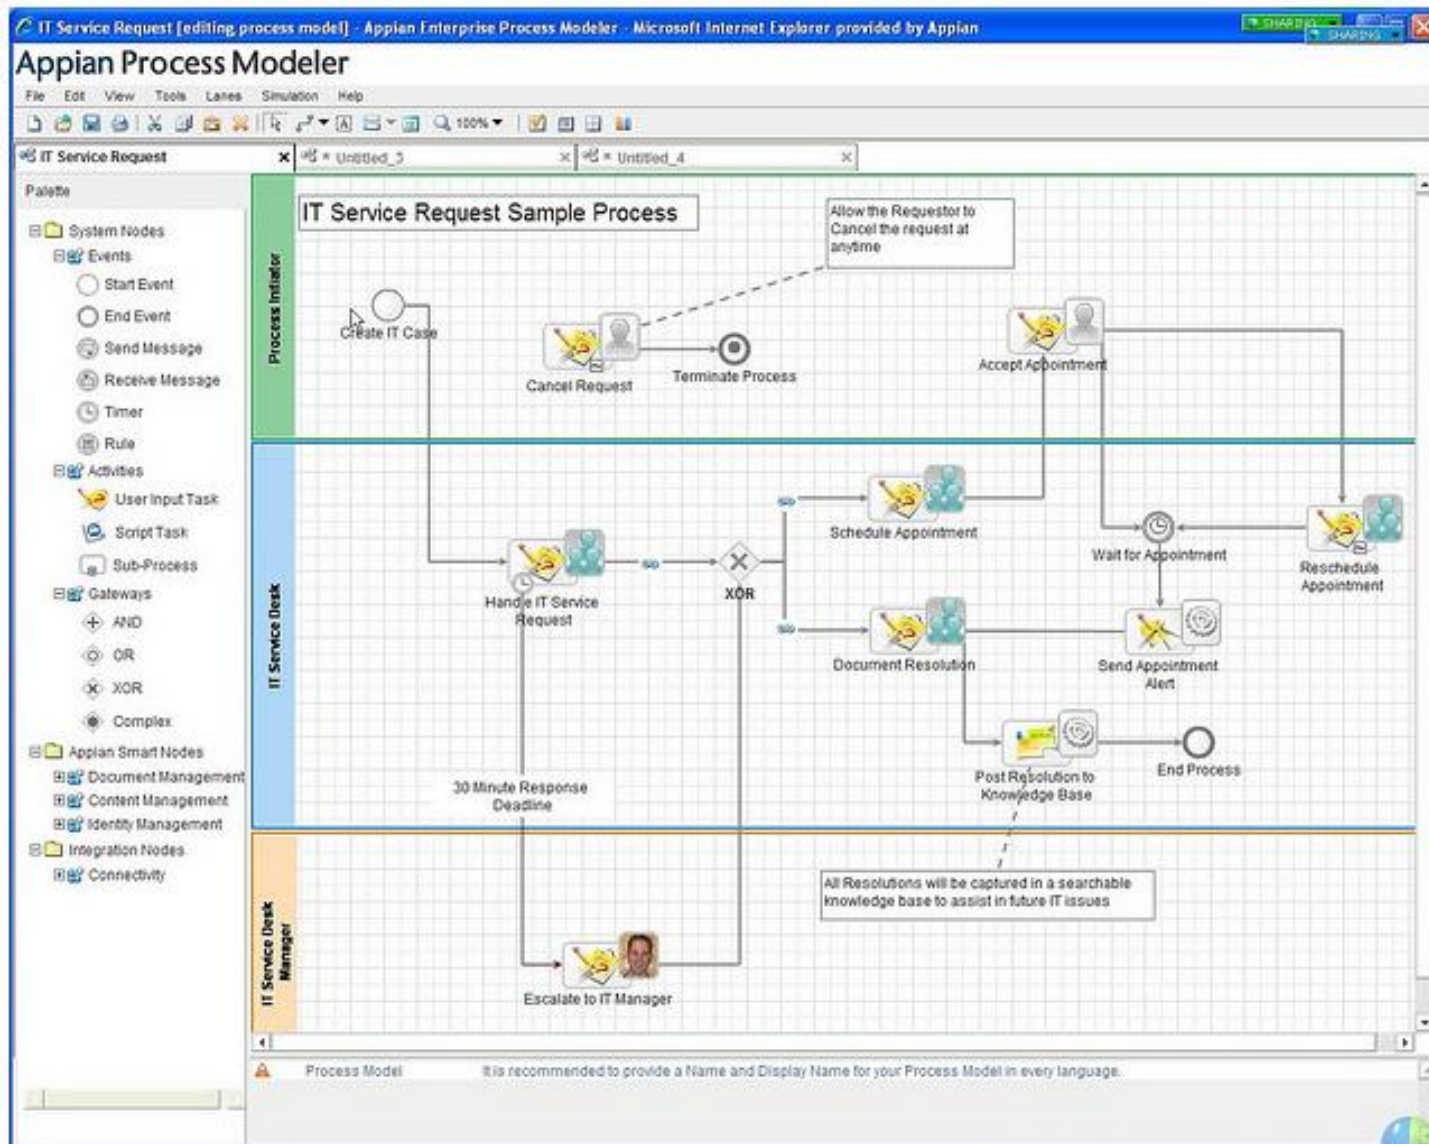 IT Service Request [editing process model] - Appian Enterprise Process Modeler - Microsoft Internet Explorer provided by Appian
SHARING
SHARING
Appian Process Modeler
File Edit View Tools Lanes Simulation Help
100%
IT Service Request
* Untitled_3
* Untitled_4
Palette
System Nodes
Events
Start Event
End Event
Send Message
Receive Message
Timer
Rule
Activities
User Input Task
Script Task
Sub-Process
Gateways
AND
OR
XOR
Complex
Appian Smart Nodes
Document Management
Content Management
Identity Management
Integration Nodes
Connectivity
Process Initiator
IT Service Request Sample Process
Allow the Requestor to
Cancel the request at
anytime
Create IT Case
Cancel Request
Terminate Process
Accept Appointment
IT Service Desk
Schedule Appointment
Handle IT Service
Request
XOR
Wait for Appointment
Reschedule
Appointment
Document Resolution
Send Appointment
Alert
Post Resolution to
Knowledge Base
End Process
30 Minute Response
Deadline
IT Service Desk
Manager
All Resolutions will be captured in a searchable
knowledge base to assist in future IT issues
Escalate to IT Manager
Process Model
It is recommended to provide a Name and Display Name for your Process Model in every language.